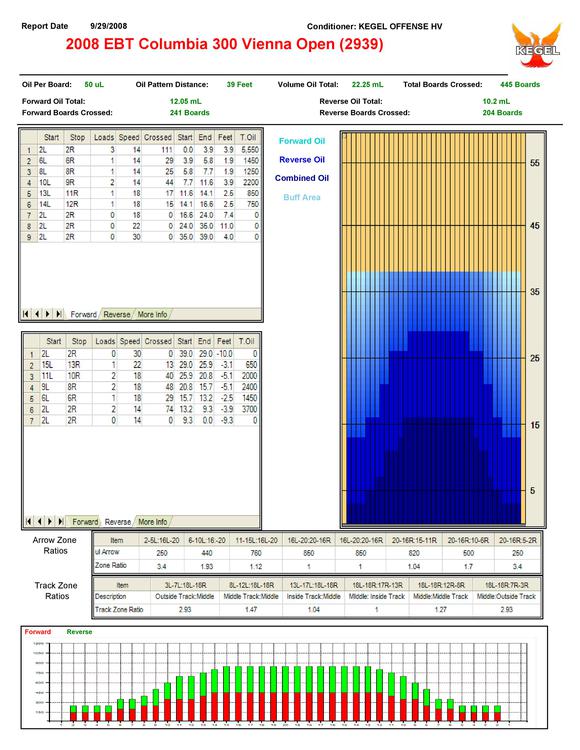 Report Date 9/29/2008 Conditioner: KEGEL OFFENSE HV
2008 EBT Columbia 300 Vienna Open (2939)
KEGEL
Oil Per Board: 50 uL Oil Pattern Distance: 39 Feet Volume Oil Total: 22.25 mL Total Boards Crossed: 445 Boards
Forward Oil Total: 12.05 mL Reverse Oil Total: 10.2 mL
Forward Boards Crossed: 241 Boards Reverse Boards Crossed: 204 Boards
Start Stop Loads Speed Crossed Start End Feet T.Oil
1 2L 2R 3 14 111 0.0 3.9 3.9 5,550
2 6L 6R 1 14 29 3.9 5.8 1.9 1450
3 8L 8R 1 14 25 5.8 7.7 1.9 1250
4 10L 9R 2 14 44 7.7 11.6 3.9 2200
5 13L 11R 1 18 17 11.6 14.1 2.5 850
6 14L 12R 1 18 15 14.1 16.6 2.5 750
7 2L 2R 0 18 0 16.6 24.0 7.4 0
8 2L 2R 0 22 0 24.0 35.0 11.0 0
9 2L 2R 0 30 0 35.0 39.0 4.0 0
Forward Reverse More Info
Forward Oil
Reverse Oil
Combined Oil
Buff Area
55
45
35
25
15
5
Start Stop Loads Speed Crossed Start End Feet T.Oil
1 2L 2R 0 30 0 39.0 29.0 -10.0 0
2 15L 13R 1 22 13 29.0 25.9 -3.1 650
3 11L 10R 2 18 40 25.9 20.8 -5.1 2000
4 9L 8R 2 18 48 20.8 15.7 -5.1 2400
5 6L 6R 1 18 29 15.7 13.2 -2.5 1450
6 2L 2R 2 14 74 13.2 9.3 -3.9 3700
7 2L 2R 0 14 0 9.3 0.0 -9.3 0
Forward Reverse More Info
Arrow Zone Ratios
Item 2-5L:16L-20 6-10L:16-20 11-15L:16L-20 16L-20:20-16R 16L-20:20-16R 20-16R:15-11R 20-16R:10-6R 20-16R:5-2R
ul Arrow 250 440 760 850 850 820 500 250
Zone Ratio 3.4 1.93 1.12 1 1 1.04 1.7 3.4
Track Zone Ratios
Item 3L-7L:18L-18R 8L-12L:18L-18R 13L-17L:18L-18R 18L-18R:17R-13R 18L-18R:12R-8R 18L-18R:7R-3R
Description Outside Track:Middle Middle Track:Middle Inside Track:Middle Middle: Inside Track Middle:Middle Track Middle:Outside Track
Track Zone Ratio 2.93 1.47 1.04 1 1.27 2.93
Forward Reverse